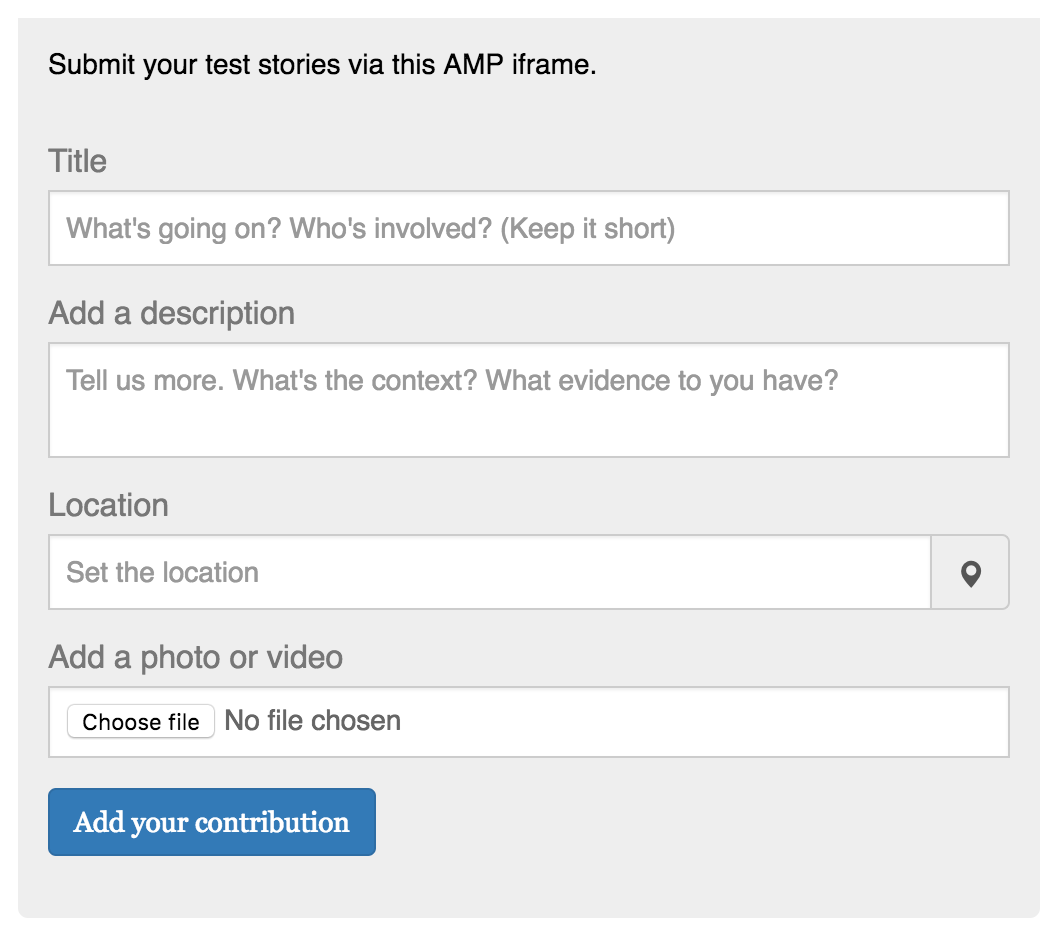 Submit your test stories via this AMP iframe.
Title
What's going on? Who's involved? (Keep it short)
Add a description
Tell us more. What's the context? What evidence to you have?
Location
Set the location
Add a photo or video
Choose file No file chosen
Add your contribution